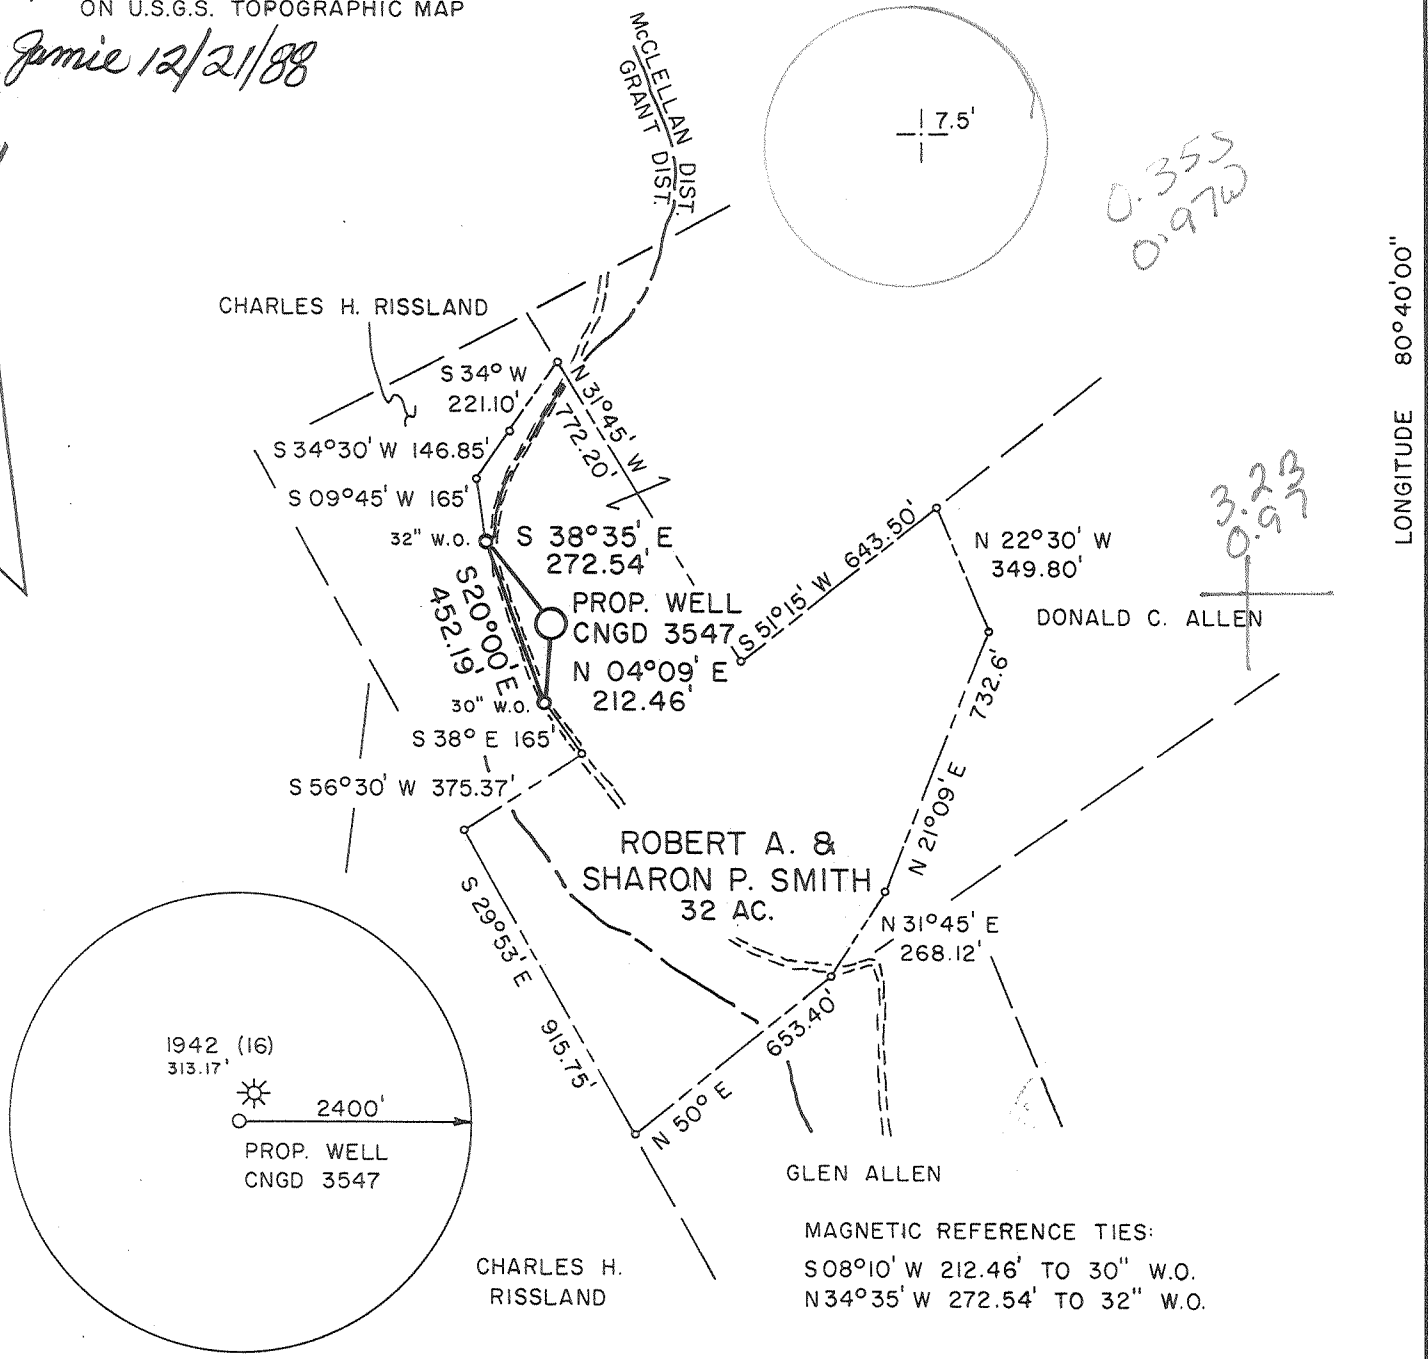 ON U.S.G.S. TOPOGRAPHIC MAP
Jamie 12/21/88
McCLELLAN DIST.
GRANT DIST.
7.5'
0.35S
0.97W
LONGITUDE 80°40'00"
CHARLES H. RISSLAND
S 34° W
221.10'
N 31°45' W
772.20'
S 34°30' W 146.85'
S 09°45' W 165'
32" W.O.
S 38°35' E
272.54'
S 51°15' W 643.50'
N 22°30' W
349.80'
3.23
0.97
S20°00' E
452.19'
PROP. WELL
CNGD 3547
DONALD C. ALLEN
N 04°09' E
212.46'
30" W.O.
S 38° E 165'
N 21°09' E 732.6'
S 56°30' W 375.37'
ROBERT A. &
SHARON P. SMITH
32 AC.
S 29°53' E 915.75'
N 31°45' E
268.12'
N 50° E 653.40'
1942 (16)
313.17'
2400'
PROP. WELL
CNGD 3547
GLEN ALLEN
CHARLES H.
RISSLAND
MAGNETIC REFERENCE TIES:
S08°10' W 212.46' TO 30" W.O.
N34°35' W 272.54' TO 32" W.O.